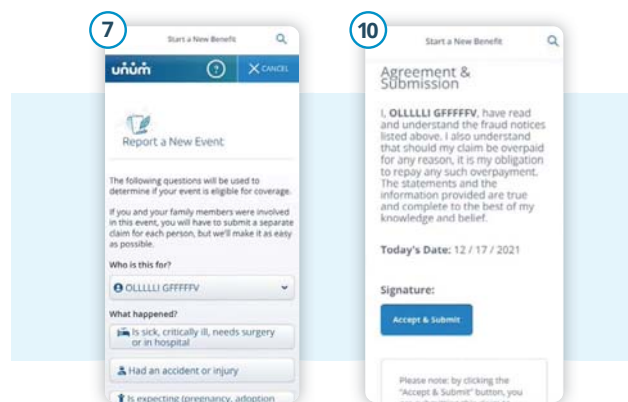 7
Start a New Benefit
unum
?
X CANCEL
Report a New Event
The following questions will be used to
determine if your event is eligible for coverage.
If you and your family members were involved
in this event, you will have to submit a separate
claim for each person, but we'll make it as easy
as possible.
Who is this for?
OLLLLLI GFFFFFV
What happened?
Is sick, critically ill, needs surgery
or in hospital
Had an accident or injury
Is expecting (pregnancy, adoption
10
Start a New Benefit
Agreement &
Submission
I, OLLLLLI GFFFFFV, have read
and understand the fraud notices
listed above. I also understand
that should my claim be overpaid
for any reason, it is my obligation
to repay any such overpayment.
The statements and the
information provided are true
and complete to the best of my
knowledge and belief.
Today's Date: 12 / 17 / 2021
Signature:
Accept & Submit
Please note: by clicking the
"Accept & Submit" button, you